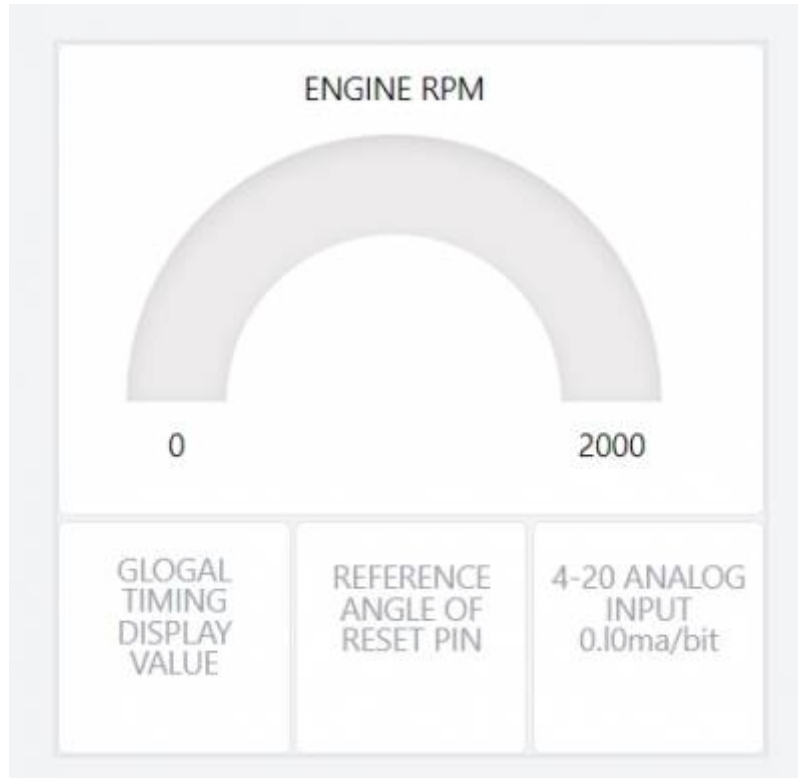 ENGINE RPM
0
2000
GLOGAL
TIMING
DISPLAY
VALUE
REFERENCE
ANGLE OF
RESET PIN
4-20 ANALOG
INPUT
0.l0ma/bit